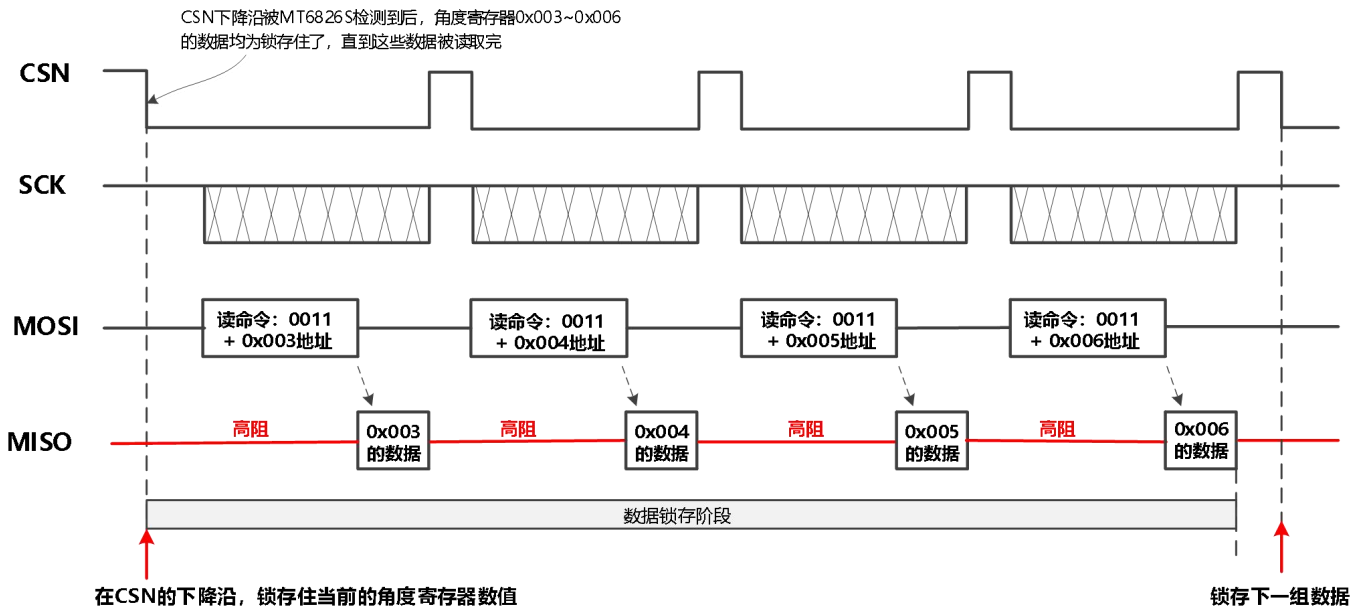 CSN下降沿被MT6826S检测到后，角度寄存器0x003~0x006
的数据均为锁存住了，直到这些数据被读取完
CSN
SCK
MOSI
读命令：0011
+ 0x003地址
读命令：0011
+ 0x004地址
读命令：0011
+ 0x005地址
读命令：0011
+ 0x006地址
MISO
高阻
0x003
的数据
高阻
0x004
的数据
高阻
0x005
的数据
高阻
0x006
的数据
数据锁存阶段
在CSN的下降沿，锁存住当前的角度寄存器数值
锁存下一组数据